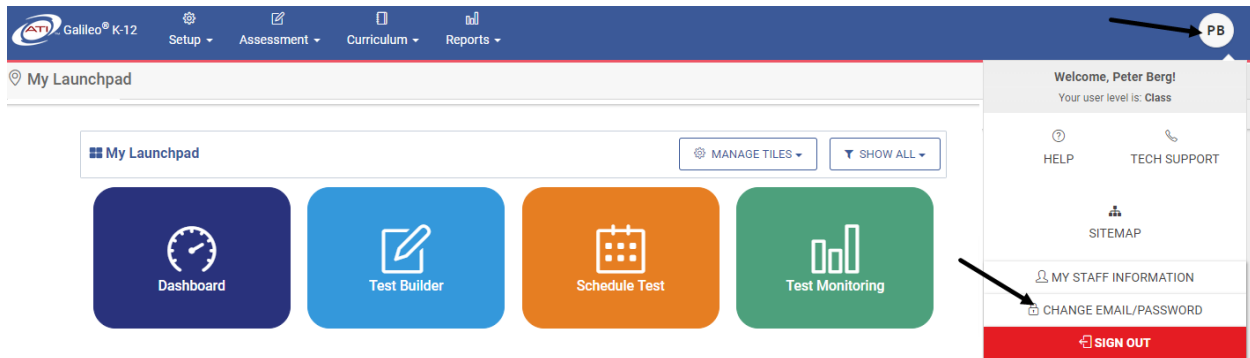 ATI Galileo® K-12
Setup
Assessment
Curriculum
Reports
PB
My Launchpad
Welcome, Peter Berg!
Your user level is: Class
HELP
TECH SUPPORT
SITEMAP
MY STAFF INFORMATION
CHANGE EMAIL/PASSWORD
SIGN OUT
My Launchpad
MANAGE TILES
SHOW ALL
Dashboard
Test Builder
Schedule Test
Test Monitoring